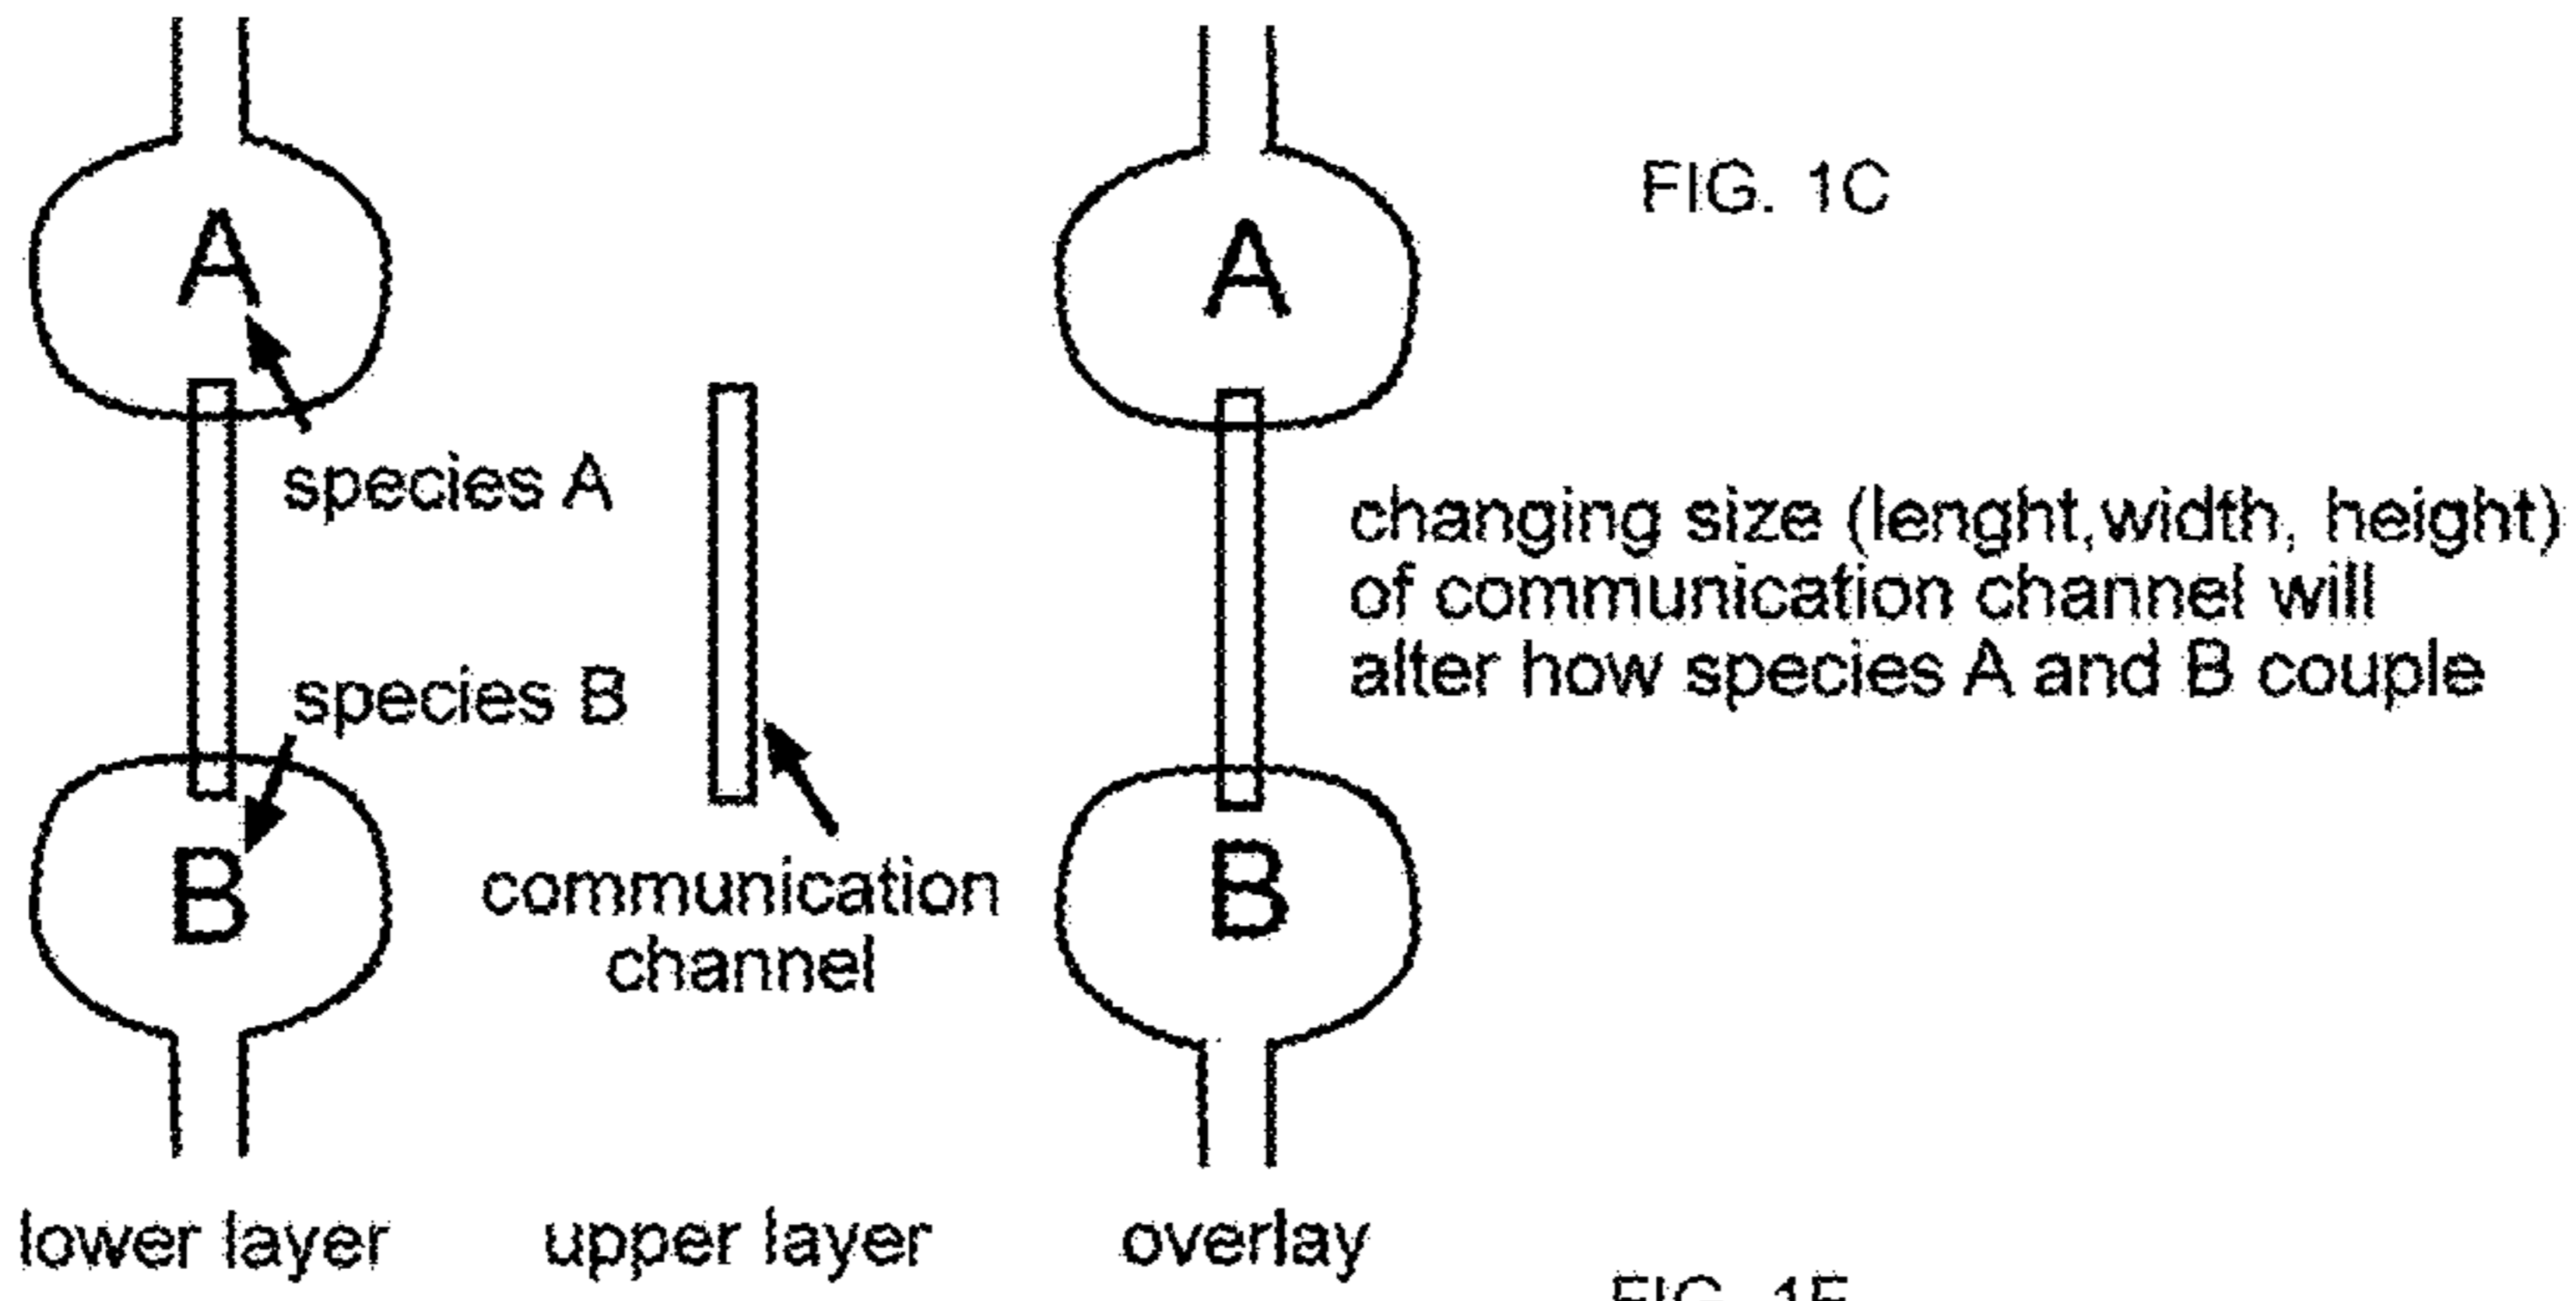 FIG. 1C
A
A
species A
changing size (lenght,width, height)
of communication channel will
alter how species A and B couple
species B
B
B
communication
channel
lower layer
upper layer
overlay